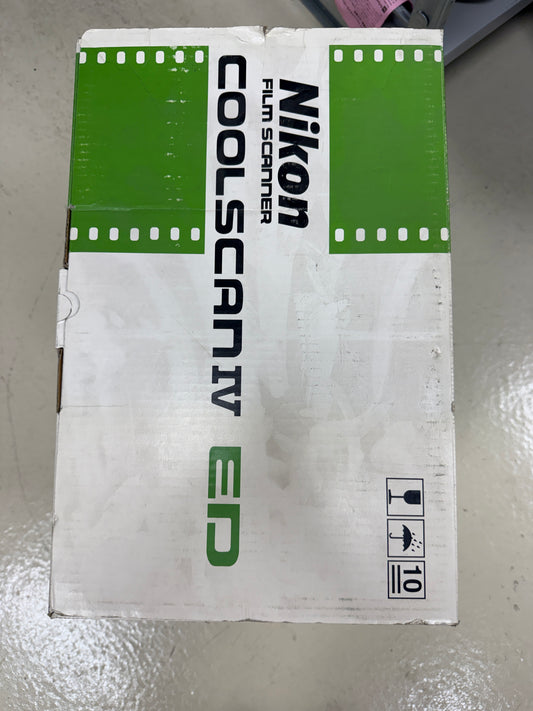 Nikon
FILM SCANNER
COOLSCAN IV ED
10